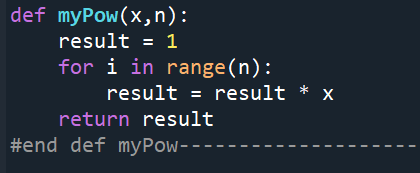 def myPow(x,n):
    result = 1
    for i in range(n):
        result = result * x
    return result
#end def myPow--------------------